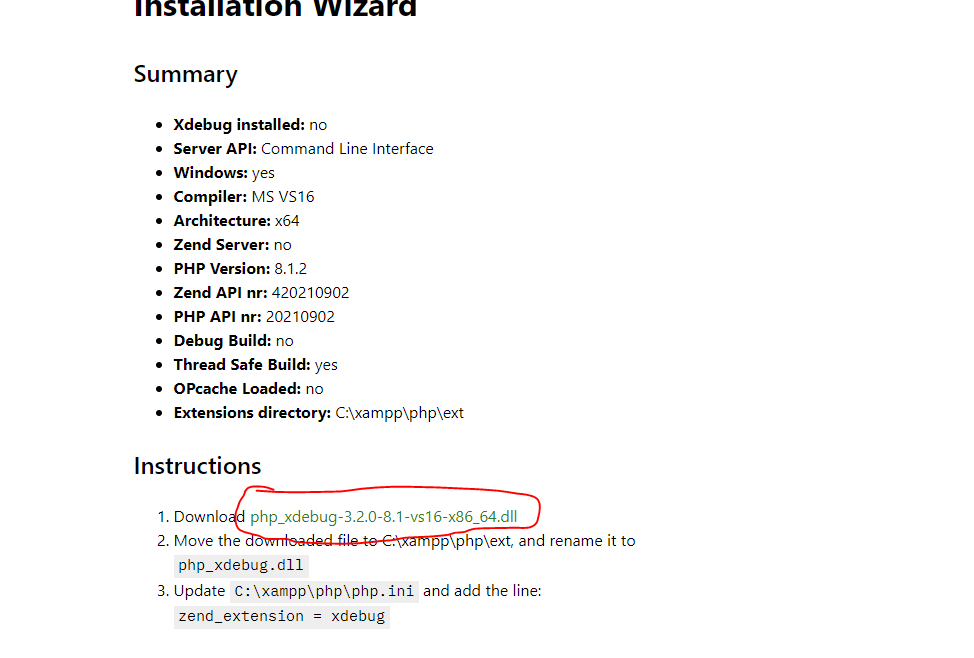 Installation Wizard
Summary
Xdebug installed: no
Server API: Command Line Interface
Windows: yes
Compiler: MS VS16
Architecture: x64
Zend Server: no
PHP Version: 8.1.2
Zend API nr: 420210902
PHP API nr: 20210902
Debug Build: no
Thread Safe Build: yes
OPcache Loaded: no
Extensions directory: C:\xampp\php\ext
Instructions
1. Download php_xdebug-3.2.0-8.1-vs16-x86_64.dll
2. Move the downloaded file to C:\xampp\php\ext, and rename it to
php_xdebug.dll
3. Update C:\xampp\php\php.ini and add the line:
zend_extension = xdebug